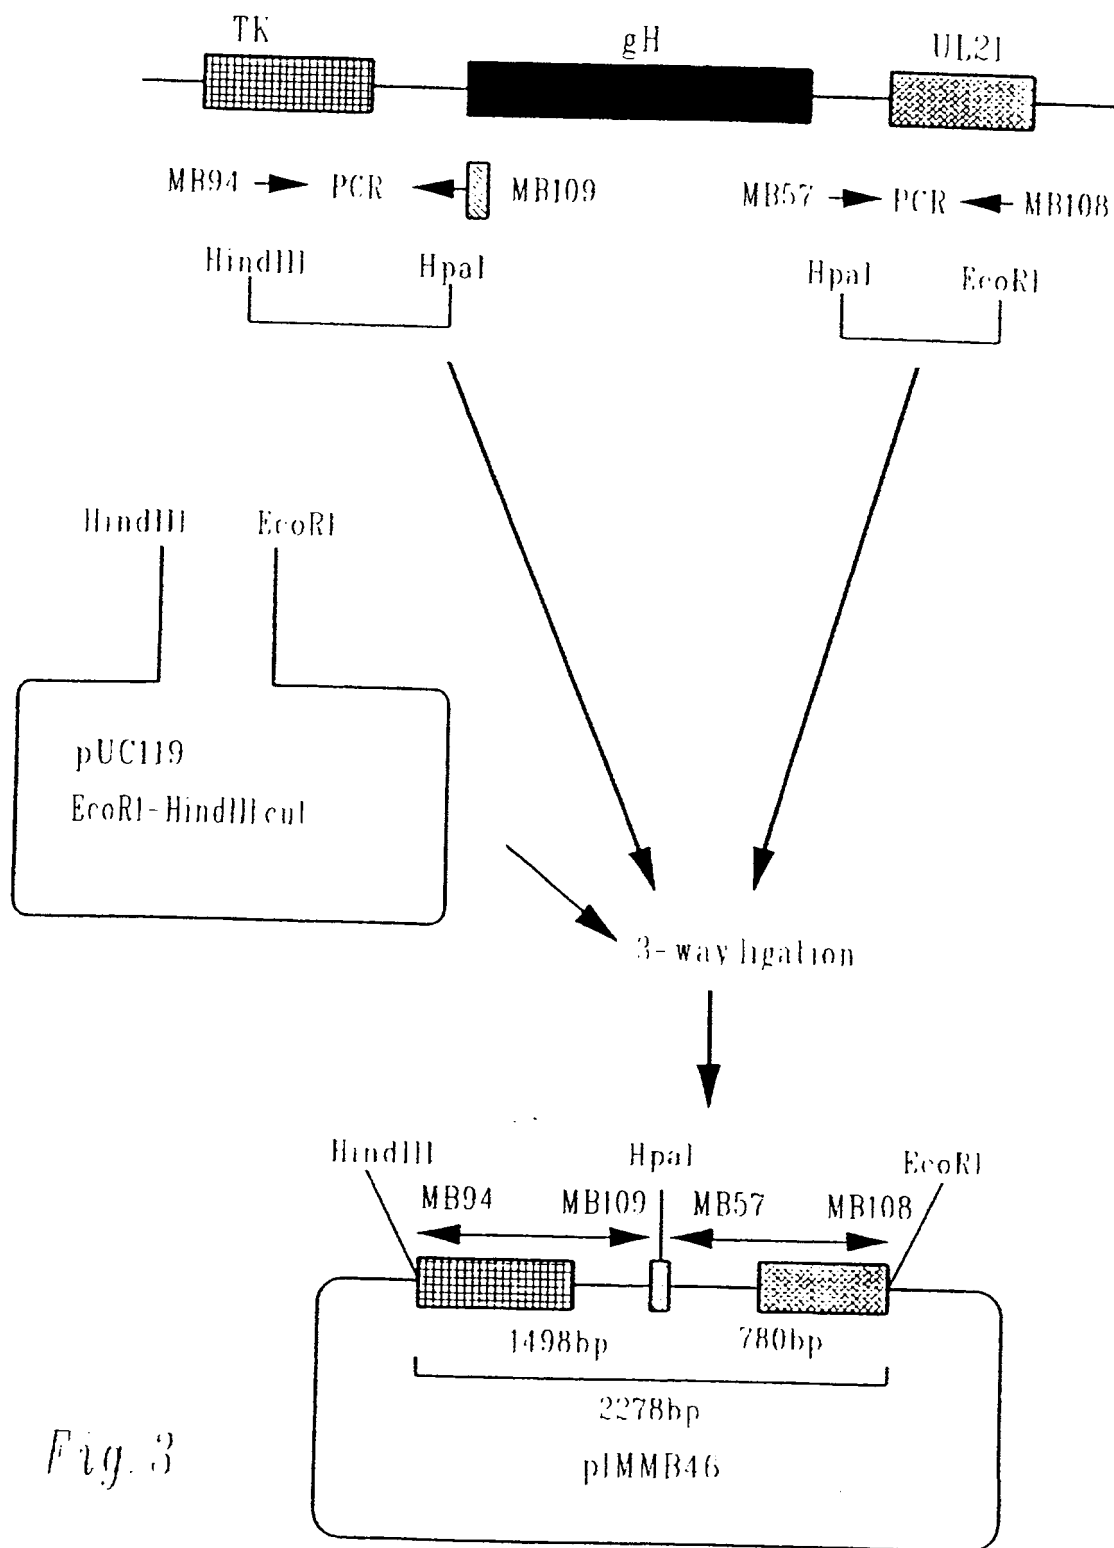 TK
gH
UL21
MB94
PCR
MB109
MB57
PCR
MB108
HindIII
HpaI
HpaI
EcoRI
HindIII
EcoRI
pUC119
EcoRI-HindIII cut
3-way ligation
HindIII
HpaI
EcoRI
MB94
MB109
MB57
MB108
1498bp
780bp
2278bp
pIMMB46
Fig. 3